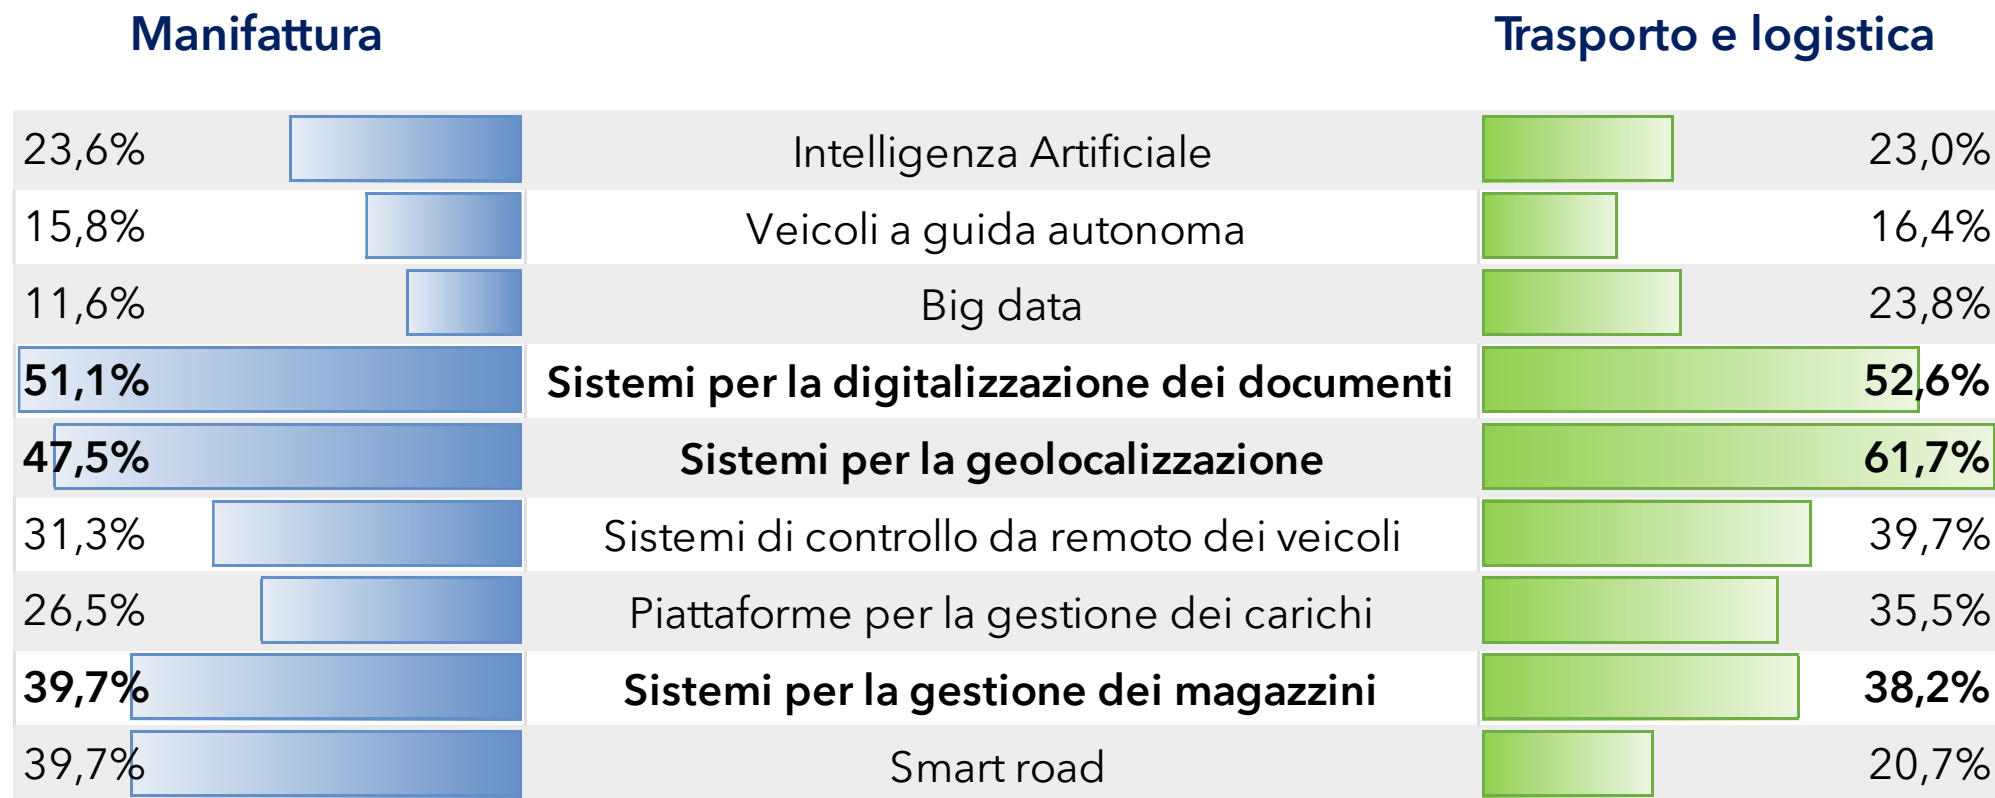 Manifattura Trasporto e logistica
23,6% Intelligenza Artificiale 23,0%
15,8% Veicoli a guida autonoma 16,4%
11,6% Big data 23,8%
51,1% Sistemi per la digitalizzazione dei documenti 52,6%
47,5% Sistemi per la geolocalizzazione 61,7%
31,3% Sistemi di controllo da remoto dei veicoli 39,7%
26,5% Piattaforme per la gestione dei carichi 35,5%
39,7% Sistemi per la gestione dei magazzini 38,2%
39,7% Smart road 20,7%